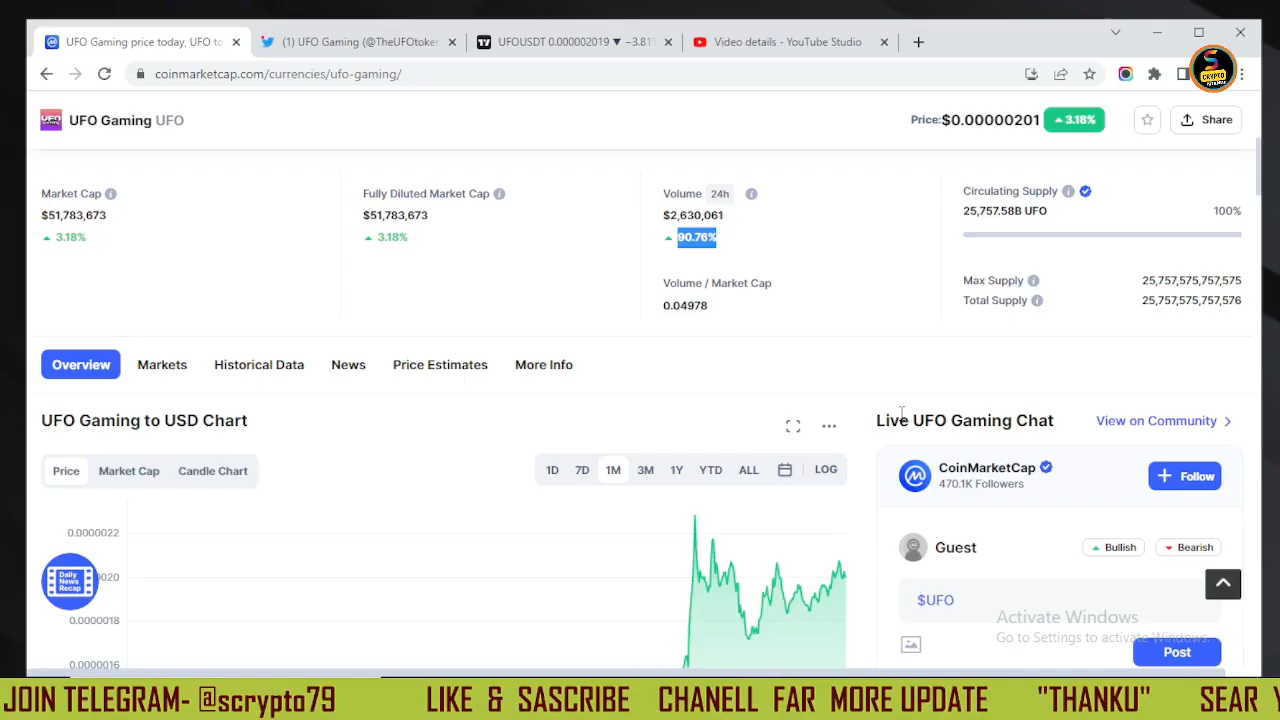 UFO Gaming price today, UFO to
(1) UFO Gaming (@TheUFOtoker
UFOUSDT 0.000002019 ▼ −3.81%
Video details - YouTube Studio
coinmarketcap.com/currencies/ufo-gaming/
S
CRYPTO
UFO
UFO Gaming UFO
Price:$0.00000201
3.18%
Share
Market Cap
$51,783,673
3.18%
Fully Diluted Market Cap
$51,783,673
3.18%
Volume 24h
$2,630,061
90.76%
Volume / Market Cap
0.04978
Circulating Supply
25,757.58B UFO
100%
Max Supply
25,757,575,757,575
Total Supply
25,757,575,757,576
Overview
Markets
Historical Data
News
Price Estimates
More Info
UFO Gaming to USD Chart
Price
Market Cap
Candle Chart
1D
7D
1M
3M
1Y
YTD
ALL
LOG
0.0000022
020
0.0000018
0.0000016
Daily
News
Recap
Live UFO Gaming Chat
View on Community
CoinMarketCap
470.1K Followers
Follow
Guest
Bullish
Bearish
$UFO
Post
Activate Windows
Go to Settings to activate Windows.
JOIN TELEGRAM- @scrypto79 LIKE & SASCRIBE CHANELL FAR MORE UPDATE "THANKU" SEAR Y